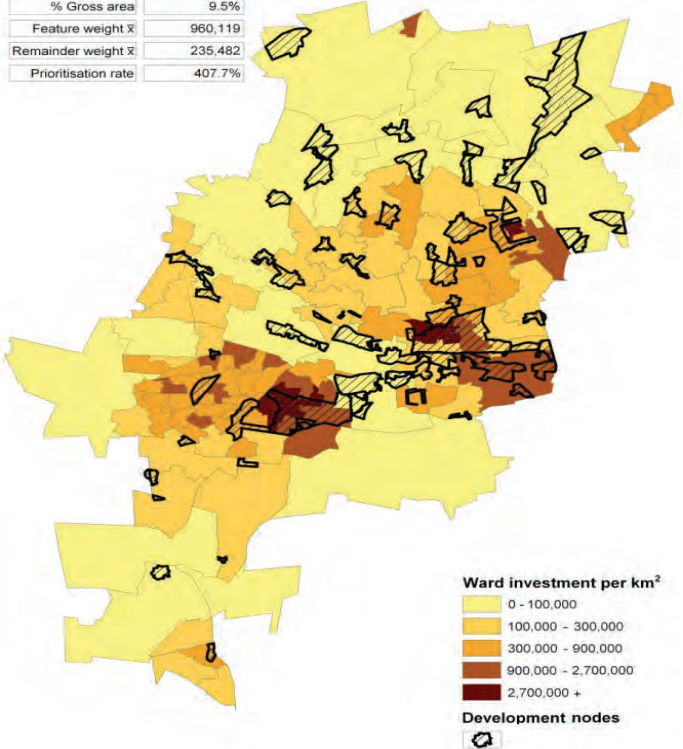 % Gross area 9.5%
Feature weight x̄ 960,119
Remainder weight x̄ 235,482
Prioritisation rate 407.7%
Ward investment per km²
0 - 100,000
100,000 - 300,000
300,000 - 900,000
900,000 - 2,700,000
2,700,000 +
Development nodes